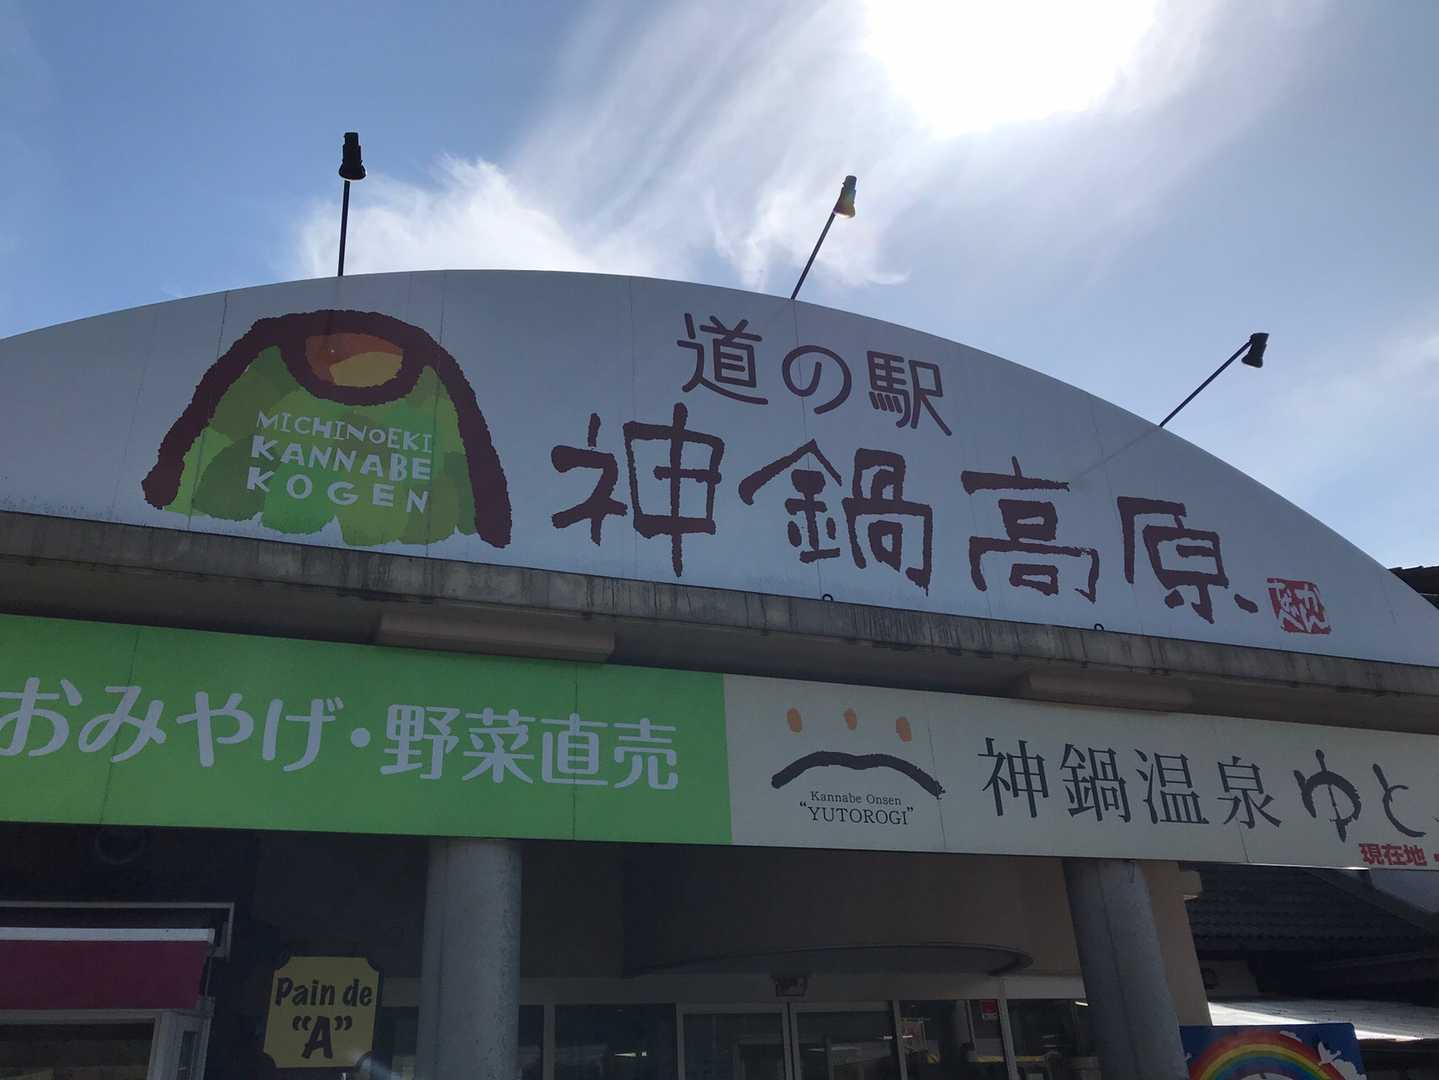 道の駅
神鍋高原
MICHINOEKI
KANNABE
KOGEN
おみやげ・野菜直売
Kannabe Onsen
“YUTOROGI”
神鍋温泉ゆと
現在地・
Pain de
“A”